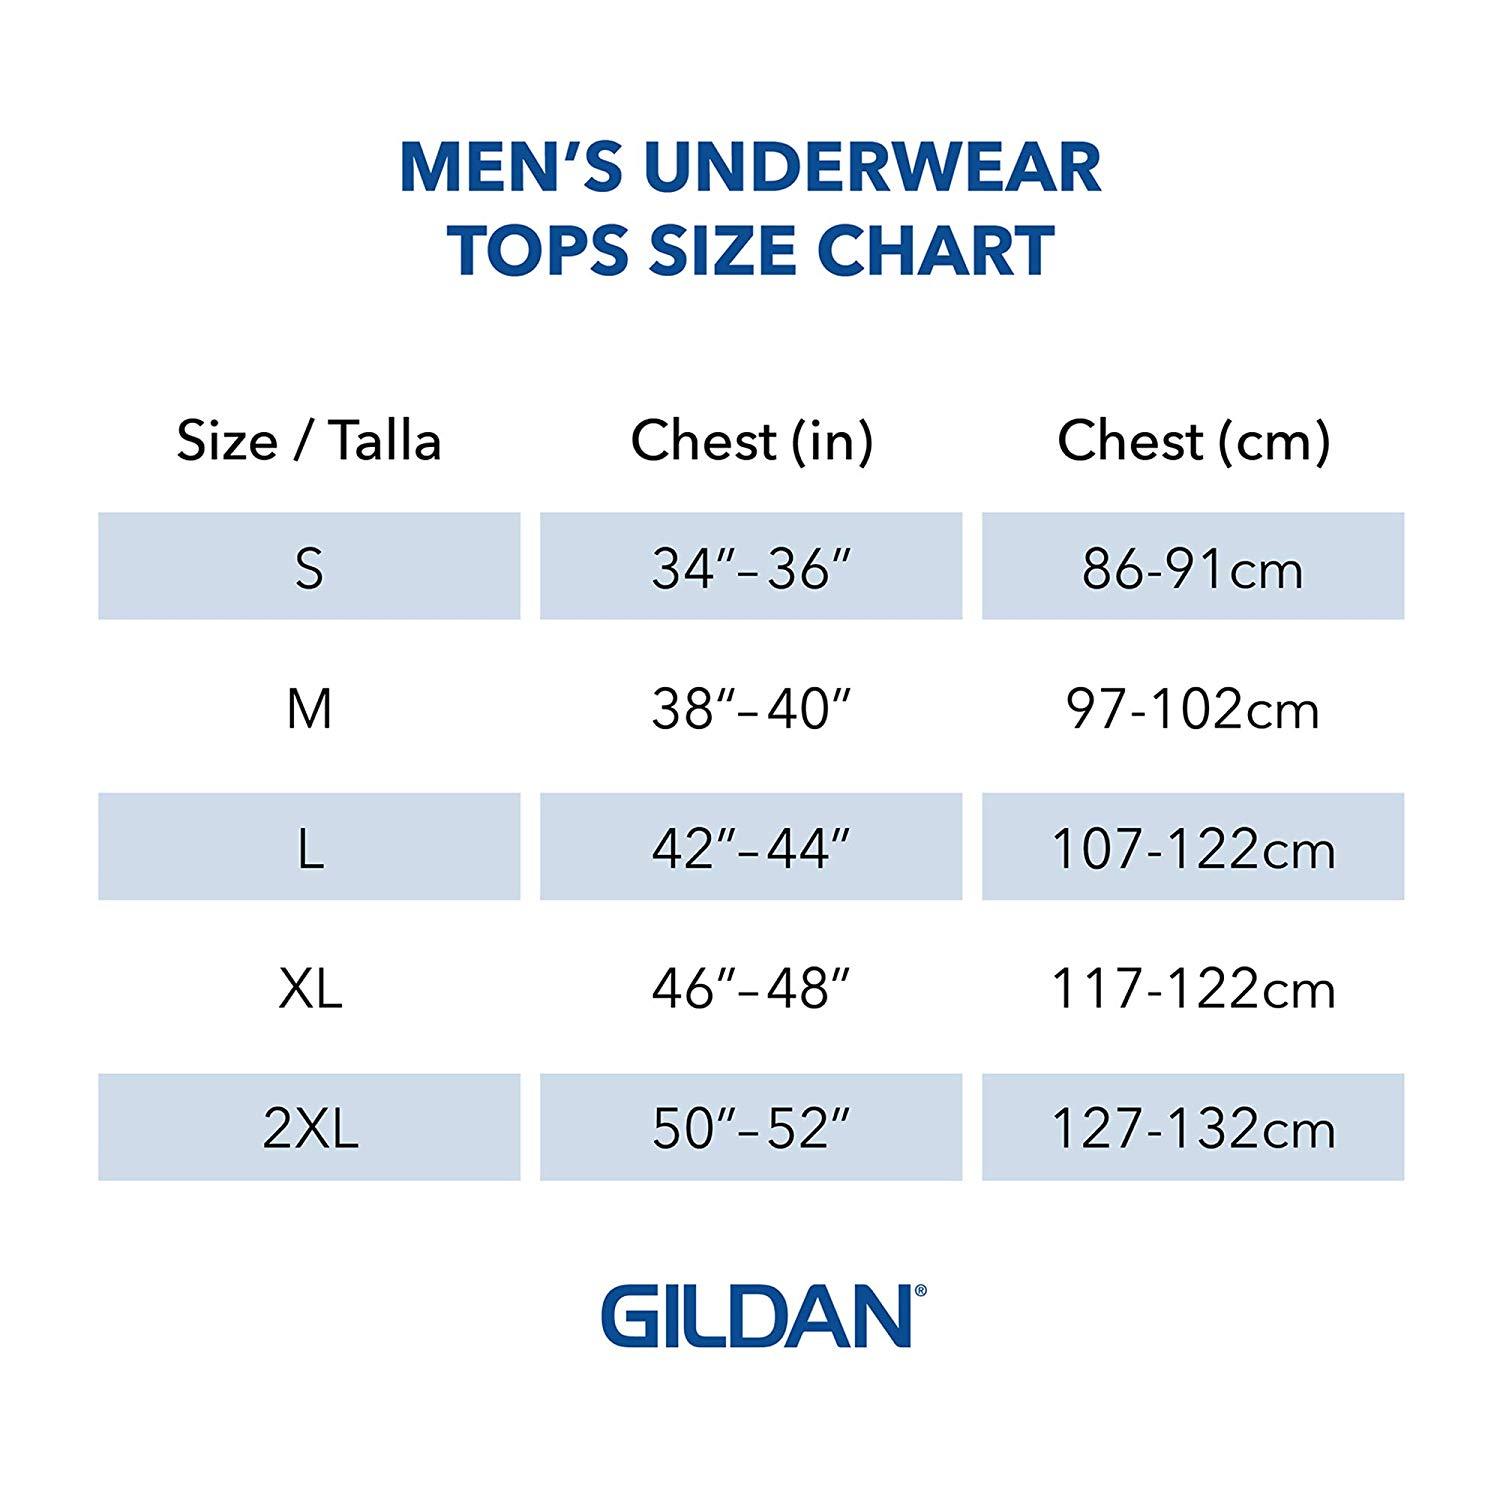 MEN’S UNDERWEAR
TOPS SIZE CHART
Size / Talla Chest (in) Chest (cm)
S 34”–36” 86-91cm
M 38”–40” 97-102cm
L 42”–44” 107-122cm
XL 46”–48” 117-122cm
2XL 50”–52” 127-132cm
GILDAN®